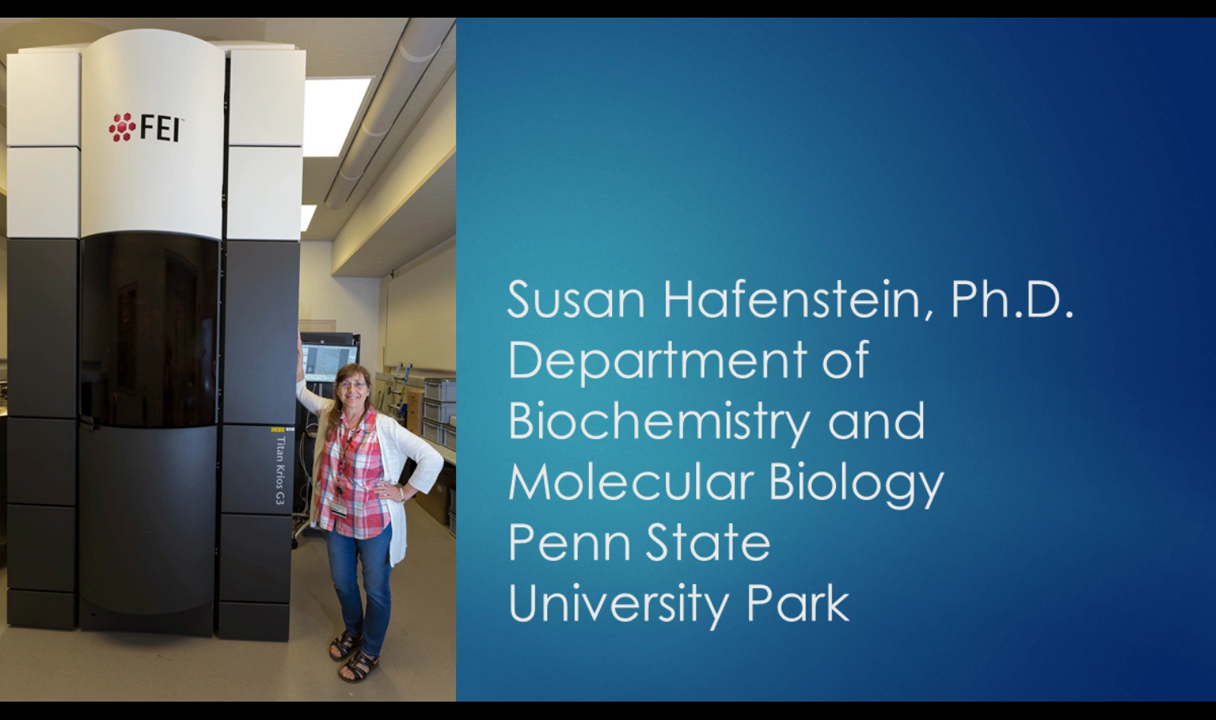 FEI
Titan Krios G3
Susan Hafenstein, Ph.D.
Department of
Biochemistry and
Molecular Biology
Penn State
University Park